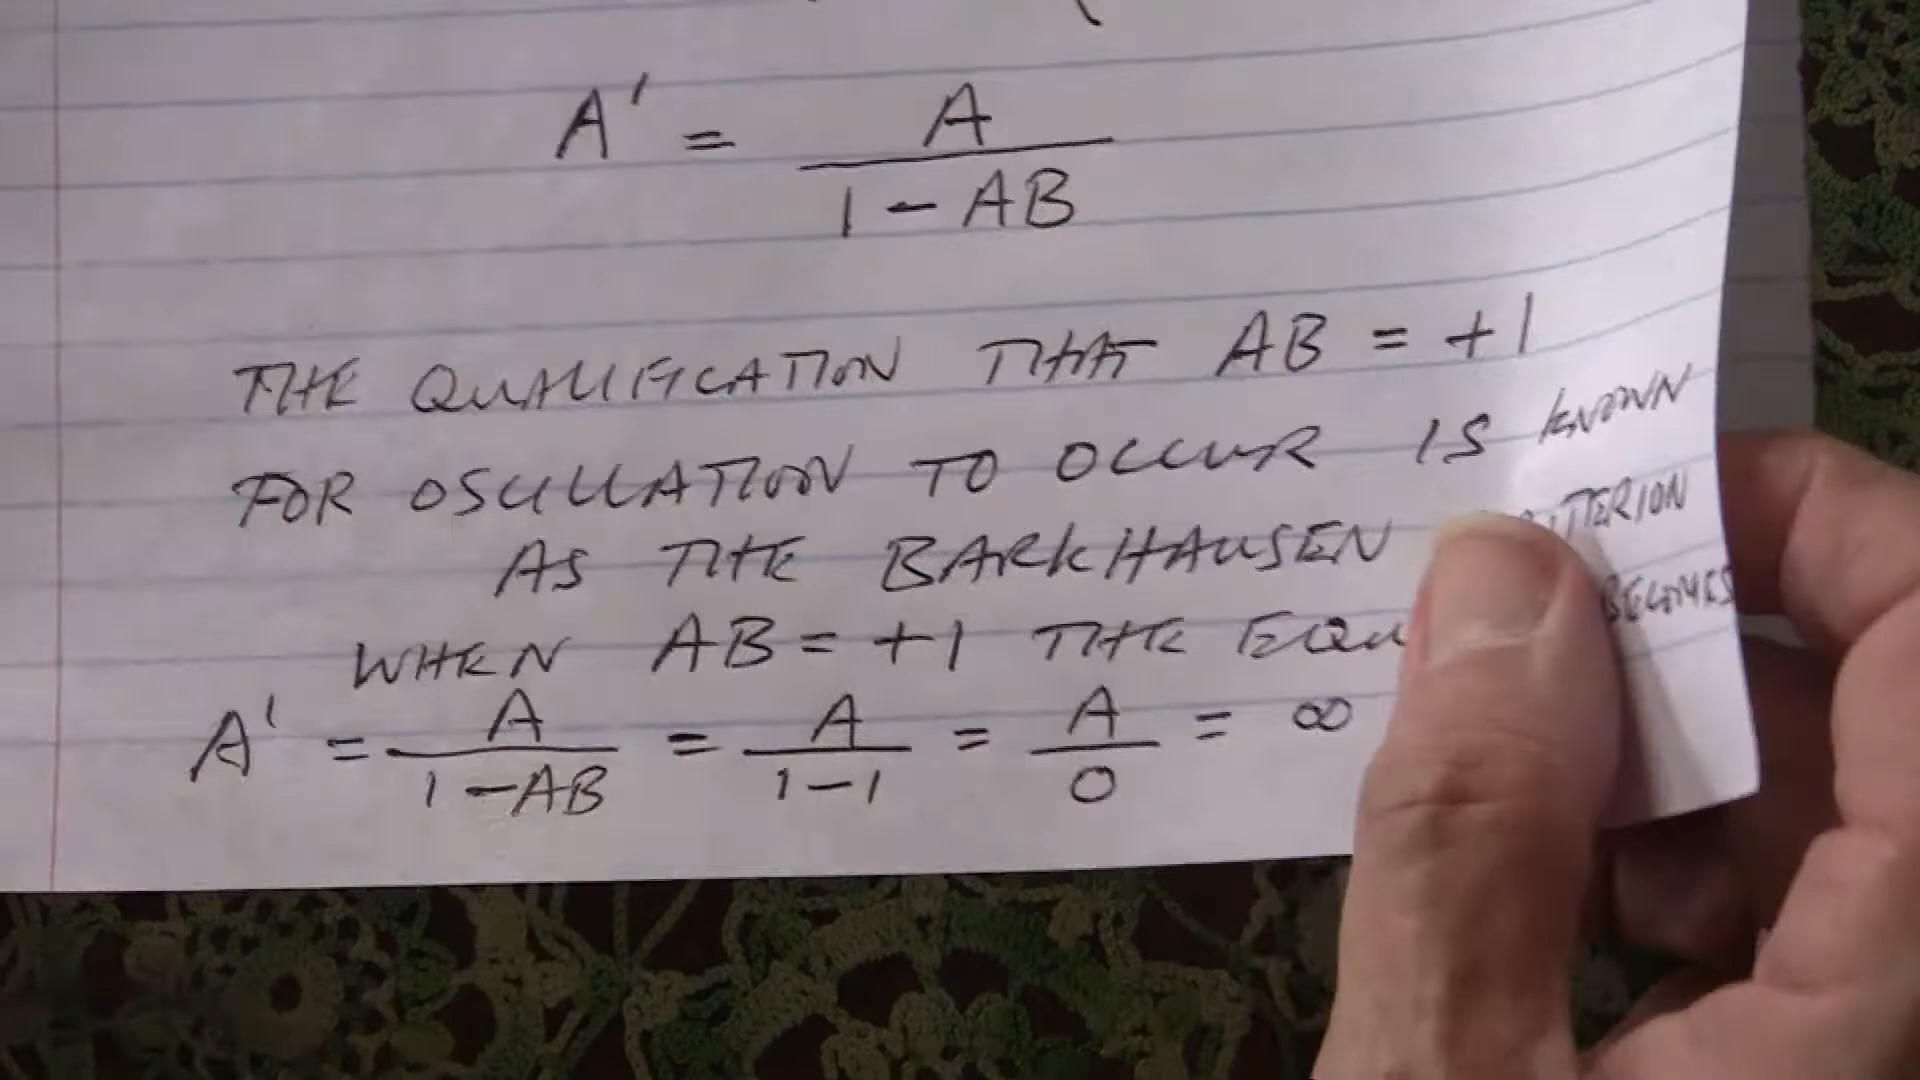 A' = A / 1 - AB
THE QUALIFICATION THAT AB = +1
FOR OSCILLATION TO OCCUR IS KNOWN
AS THE BARKHAUSEN
WHEN AB = +1 THE BECOMES
A' = A / 1 - AB = A / 1 - 1 = A / 0 = ∞